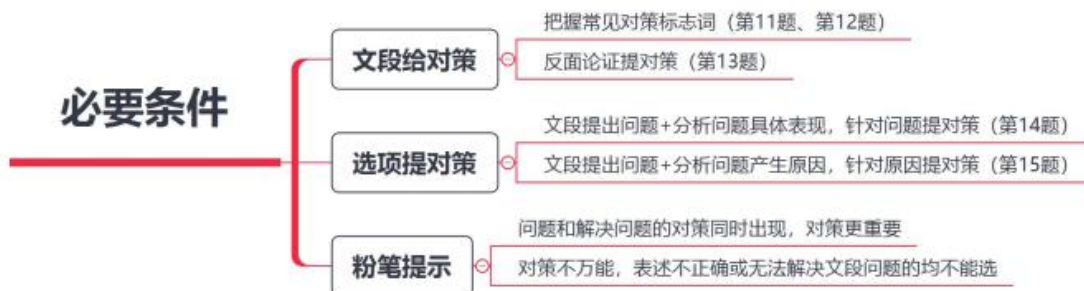 必要条件
文段给对策
把握常见对策标志词（第11题、第12题）
反面论证提对策（第13题）
选项提对策
文段提出问题+分析问题具体表现，针对问题提对策（第14题）
文段提出问题+分析问题产生原因，针对原因提对策（第15题）
粉笔提示
问题和解决问题的对策同时出现，对策更重要
对策不万能，表述不正确或无法解决文段问题的均不能选